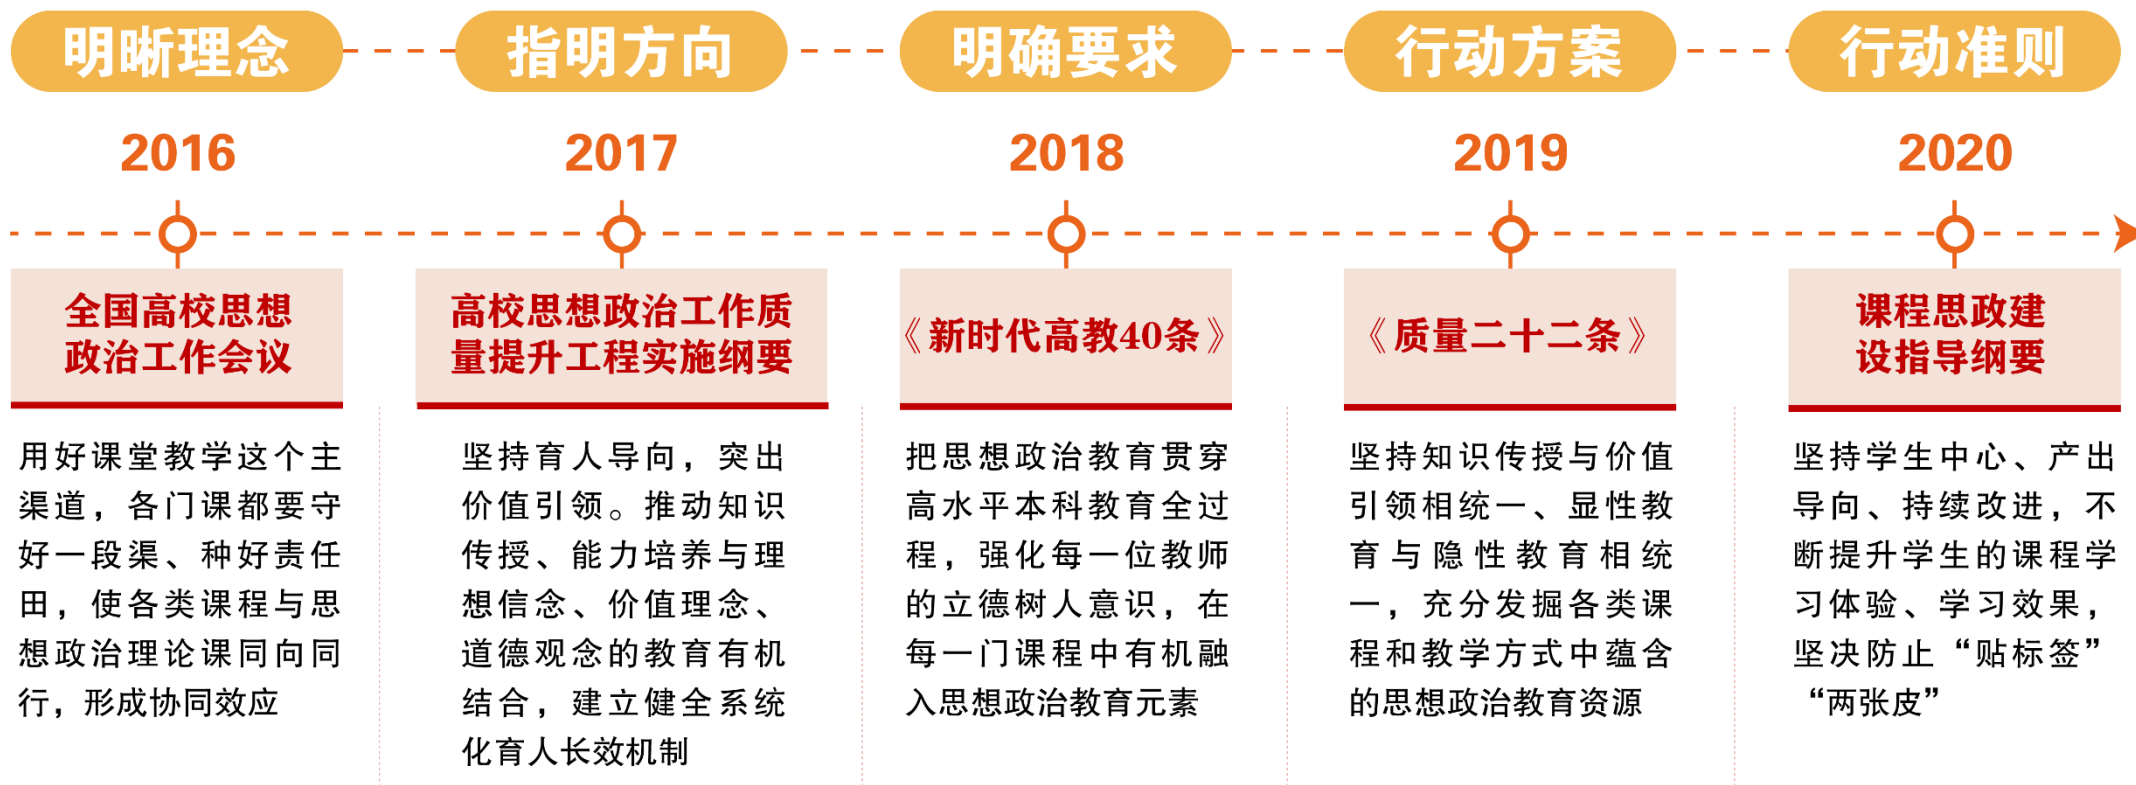 明晰理念
指明方向
明确要求
行动方案
行动准则
2016
2017
2018
2019
2020
全国高校思想
政治工作会议
高校思想政治工作质
量提升工程实施纲要
《新时代高教40条》
《质量二十二条》
课程思政建
设指导纲要
用好课堂教学这个主
渠道，各门课都要守
好一段渠、种好责任
田，使各类课程与思
想政治理论课同向同
行，形成协同效应
坚持育人导向，突出
价值引领。推动知识
传授、能力培养与理
想信念、价值理念、
道德观念的教育有机
结合，建立健全系统
化育人长效机制
把思想政治教育贯穿
高水平本科教育全过
程，强化每一位教师
的立德树人意识，在
每一门课程中有机融
入思想政治教育元素
坚持知识传授与价值
引领相统一、显性教
育与隐性教育相统
一，充分发掘各类课
程和教学方式中蕴含
的思想政治教育资源
坚持学生中心、产出
导向、持续改进，不
断提升学生的课程学
习体验、学习效果，
坚决防止“贴标签”
“两张皮”